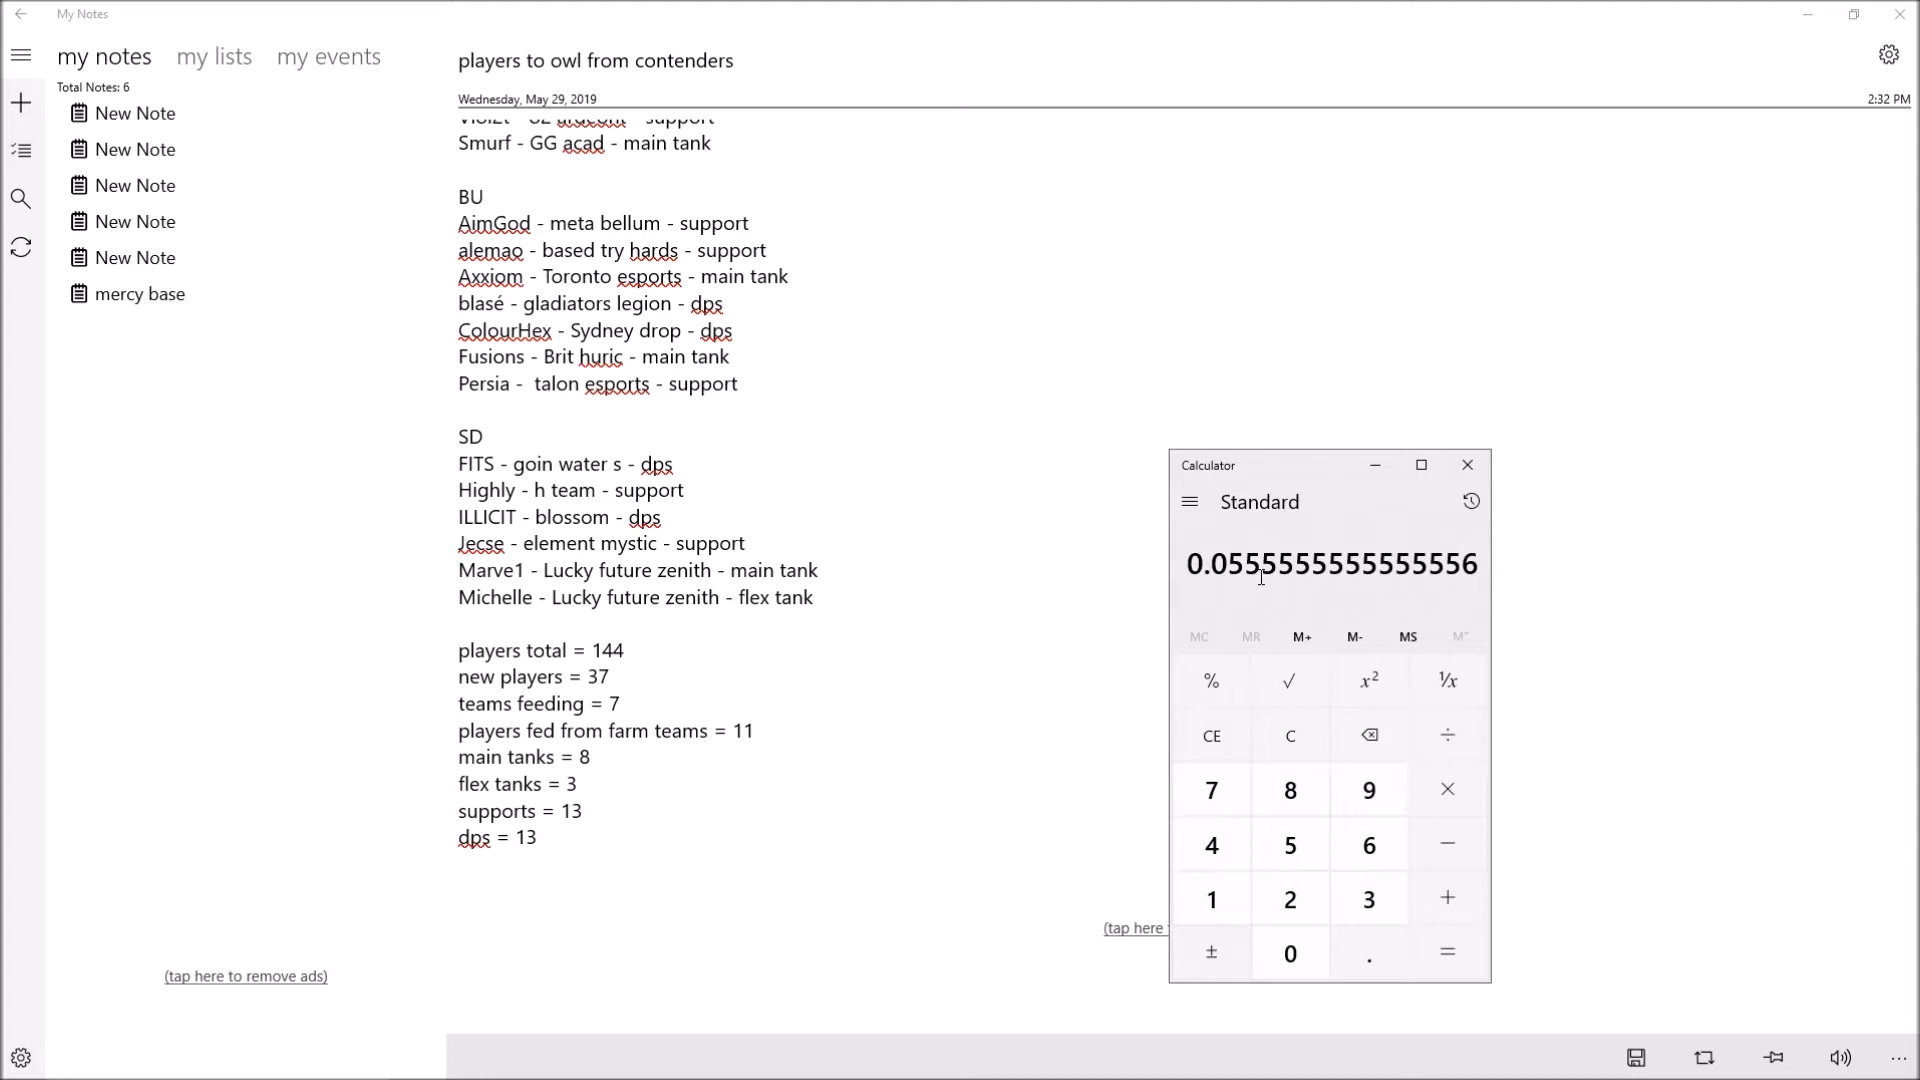 My Notes
my notes my lists my events
Total Notes: 6
New Note
New Note
New Note
New Note
New Note
mercy base
(tap here to remove ads)
players to owl from contenders
Wednesday, May 29, 2019 2:32 PM
support
Smurf - GG acad - main tank
BU
AimGod - meta bellum - support
alemao - based try hards - support
Axxiom - Toronto esports - main tank
blasé - gladiators legion - dps
ColourHex - Sydney drop - dps
Fusions - Brit huric - main tank
Persia - talon esports - support
SD
FITS - goin water s - dps
Highly - h team - support
ILLICIT - blossom - dps
Jecse - element mystic - support
Marve1 - Lucky future zenith - main tank
Michelle - Lucky future zenith - flex tank
players total = 144
new players = 37
teams feeding = 7
players fed from farm teams = 11
main tanks = 8
flex tanks = 3
supports = 13
dps = 13
(tap here
Calculator
Standard
0.0555555555555556
MC MR M+ M- MS M˅
% √ x² ¹/x
CE C ÷
7 8 9 ×
4 5 6 −
1 2 3 +
± 0 . =